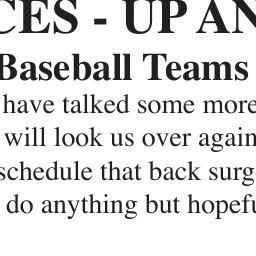 CES - UP AN
Baseball Teams
have talked some more
will look us over again
schedule that back surg
do anything but hopefu